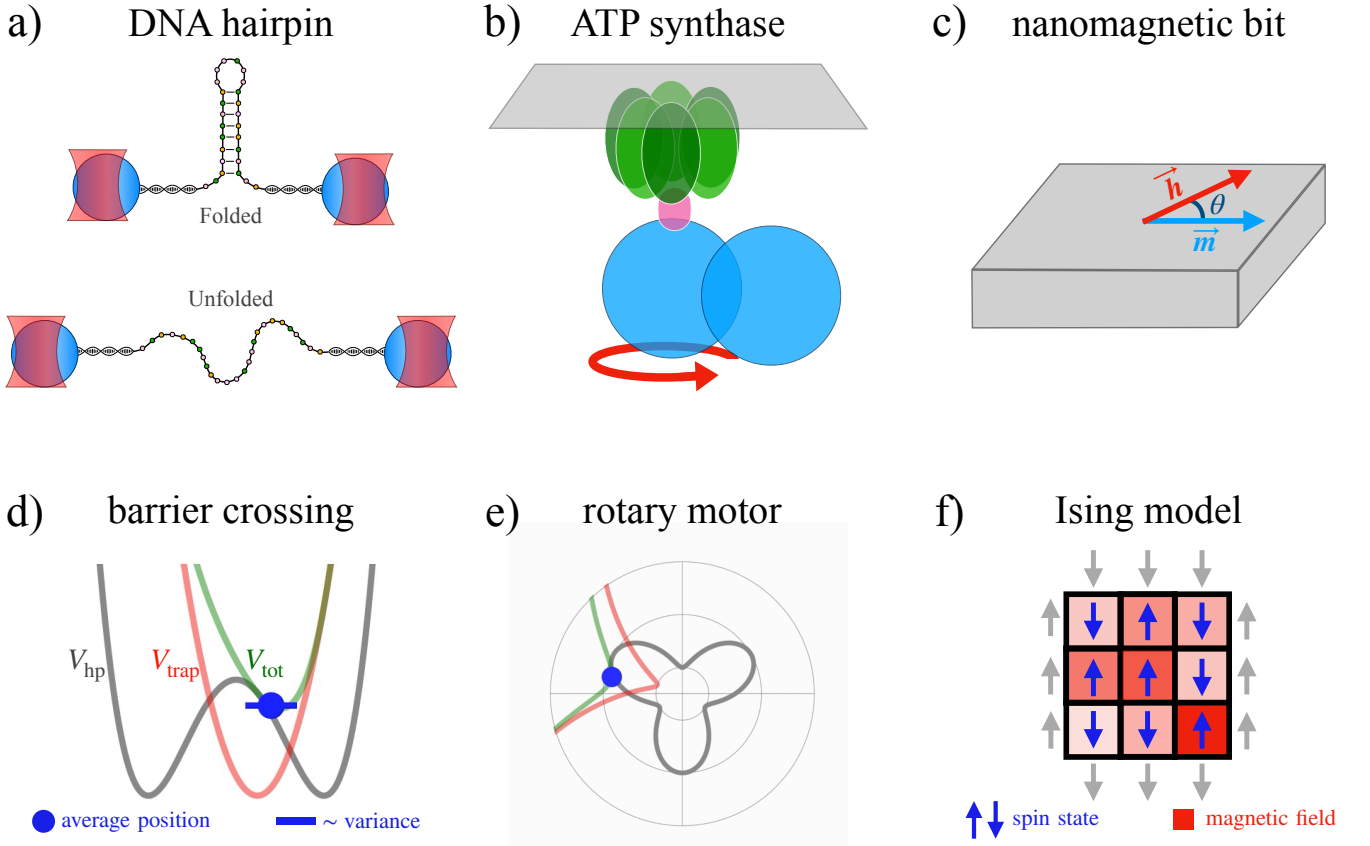 a) DNA hairpin
b) ATP synthase
c) nanomagnetic bit
Folded
Unfolded
h
θ
m
d) barrier crossing
e) rotary motor
f) Ising model
V_hp
V_trap
V_tot
average position
~ variance
spin state
magnetic field